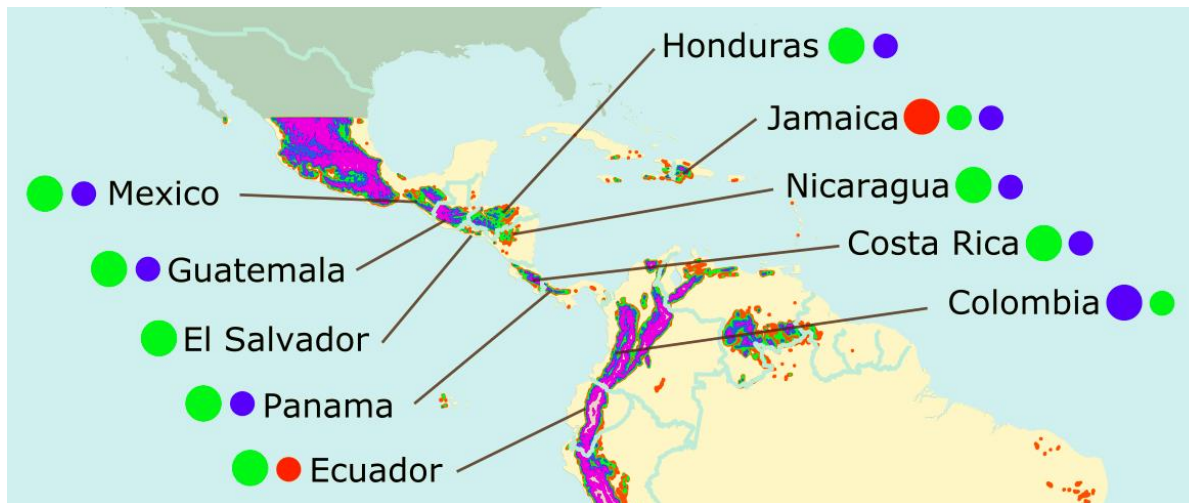 Honduras
Jamaica
Mexico
Nicaragua
Costa Rica
Guatemala
Colombia
El Salvador
Panama
Ecuador